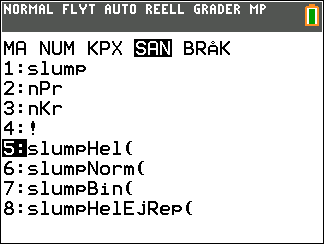 NORMAL FLYT AUTO REELL GRADER MP
MA NUM KPX SAN BRÅK
1:slump
2:nPr
3:nKr
4:!
5:slumpHel(
6:slumpNorm(
7:slumpBin(
8:slumpHelEjRep(